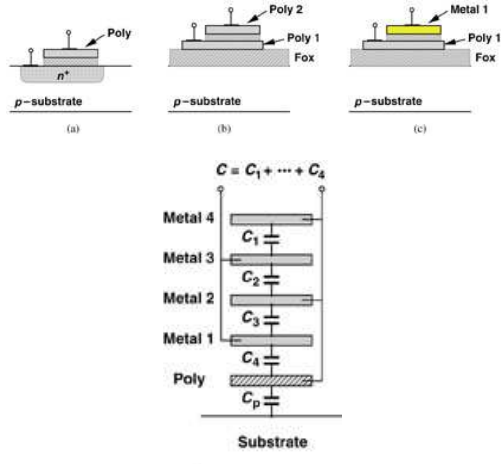 Poly
n+
p-substrate
(a)
Poly 2
Poly 1
Fox
p-substrate
(b)
Metal 1
Poly 1
Fox
p-substrate
(c)
C = C1 + ··· + C4
Metal 4
C1
Metal 3
C2
Metal 2
C3
Metal 1
C4
Poly
Cp
Substrate